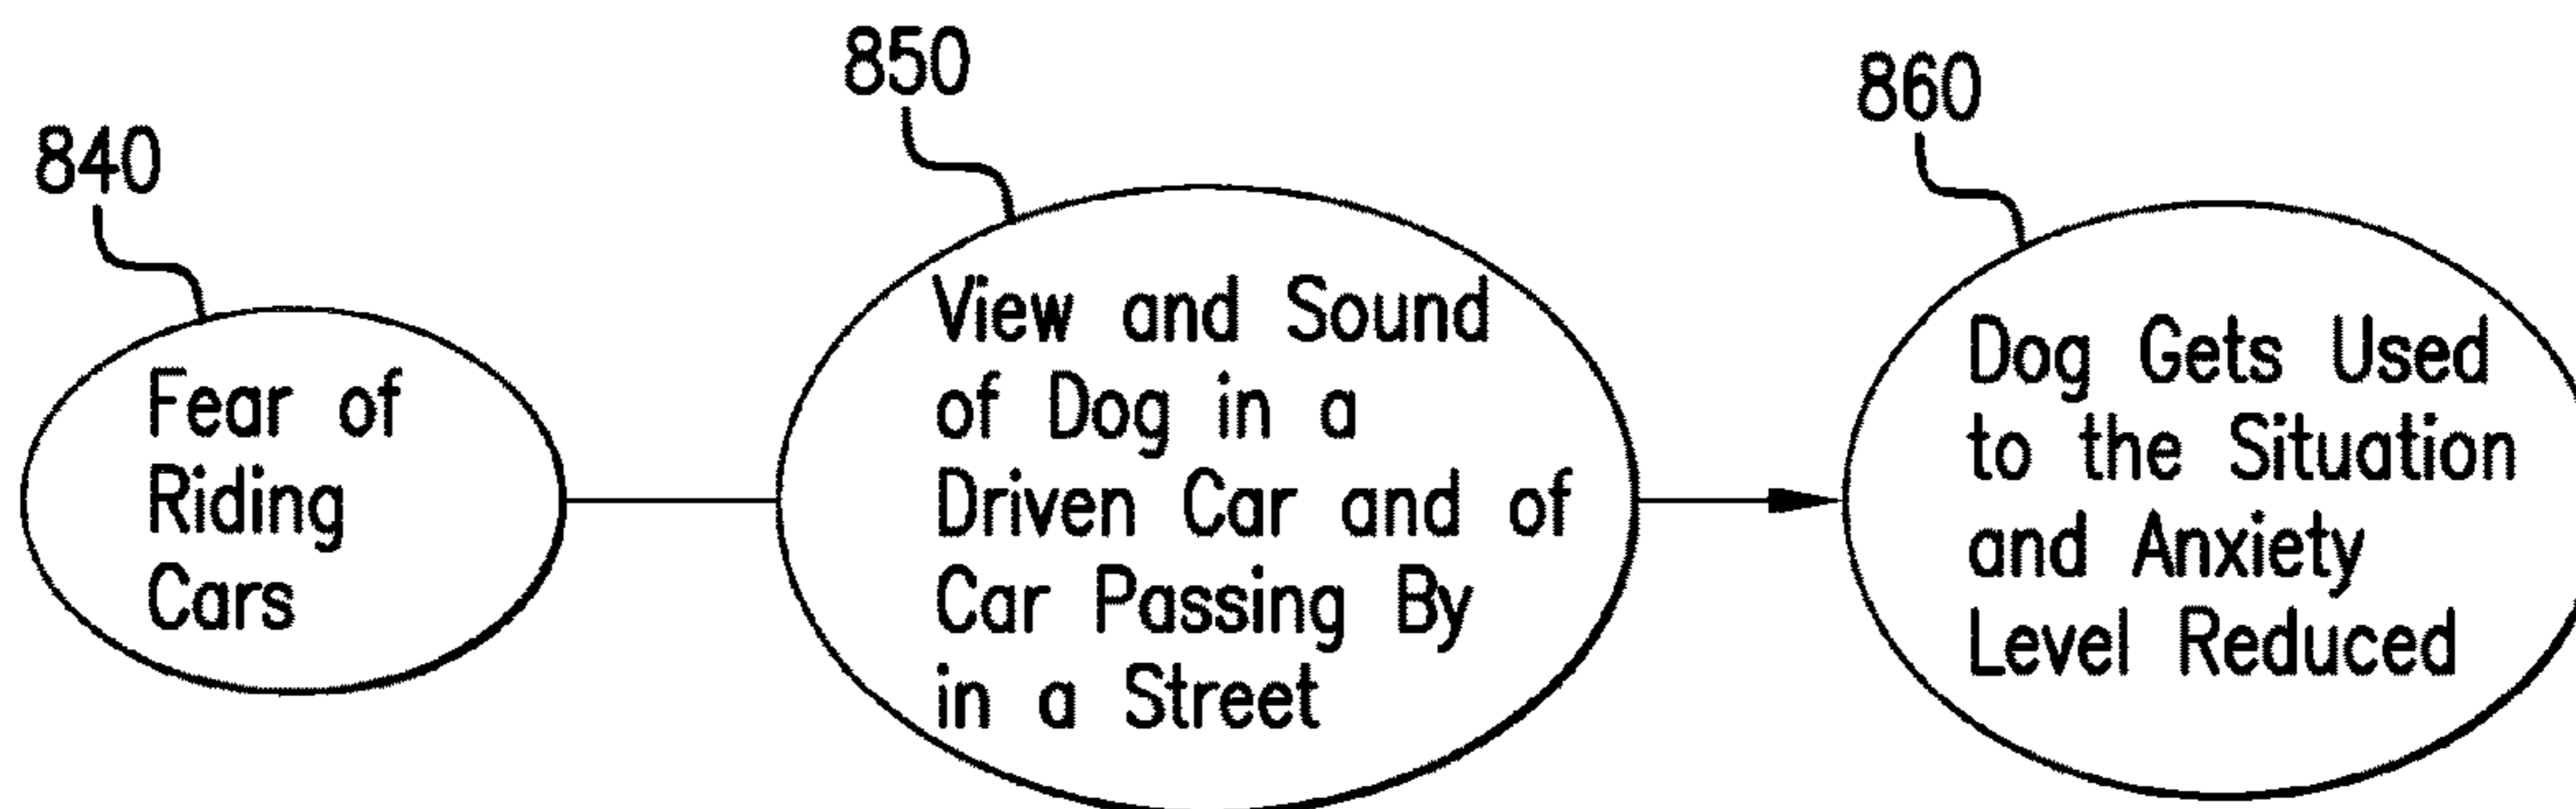 840
Fear of
Riding
Cars
850
View and Sound
of Dog in a
Driven Car and of
Car Passing By
in a Street
860
Dog Gets Used
to the Situation
and Anxiety
Level Reduced